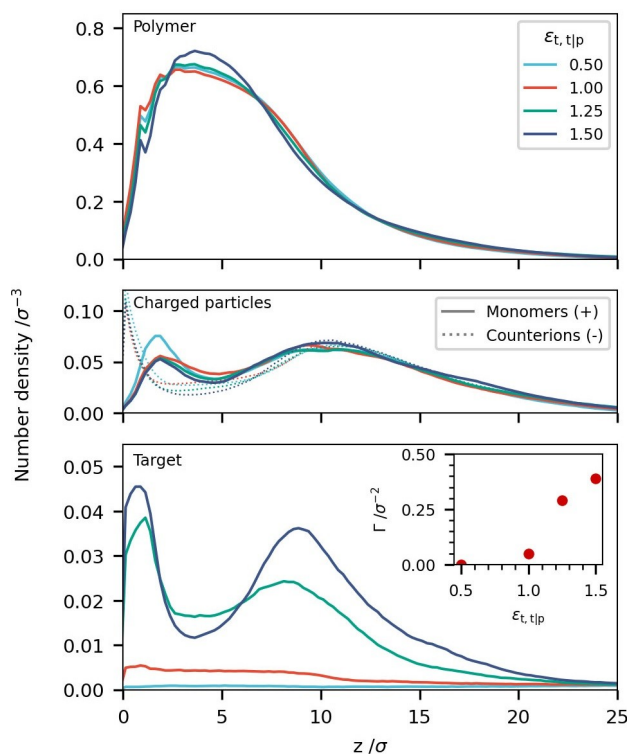 Polymer
ε_t, t|p
0.50
1.00
1.25
1.50
0.8
0.6
0.4
0.2
0.0
Charged particles
Monomers (+)
Counterions (-)
0.10
0.05
0.00
Number density /σ⁻³
Target
0.05
0.04
0.03
0.02
0.01
0.00
0.50
0.25
0.00
Γ /σ⁻²
0.5 1.0 1.5
ε_t, t|p
0 5 10 15 20 25
z /σ